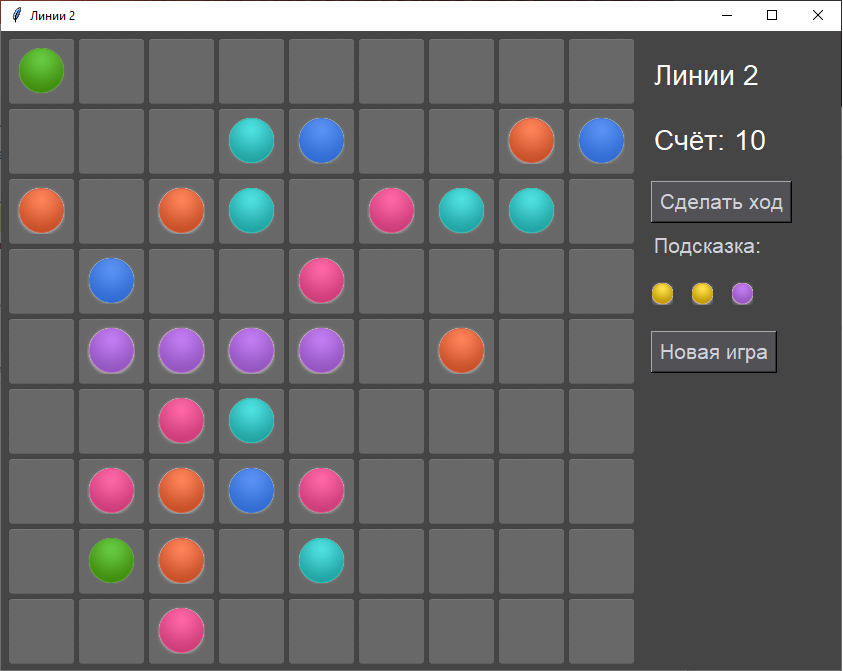 Линии 2
Линии 2
Счёт: 10
Сделать ход
Подсказка:
Новая игра